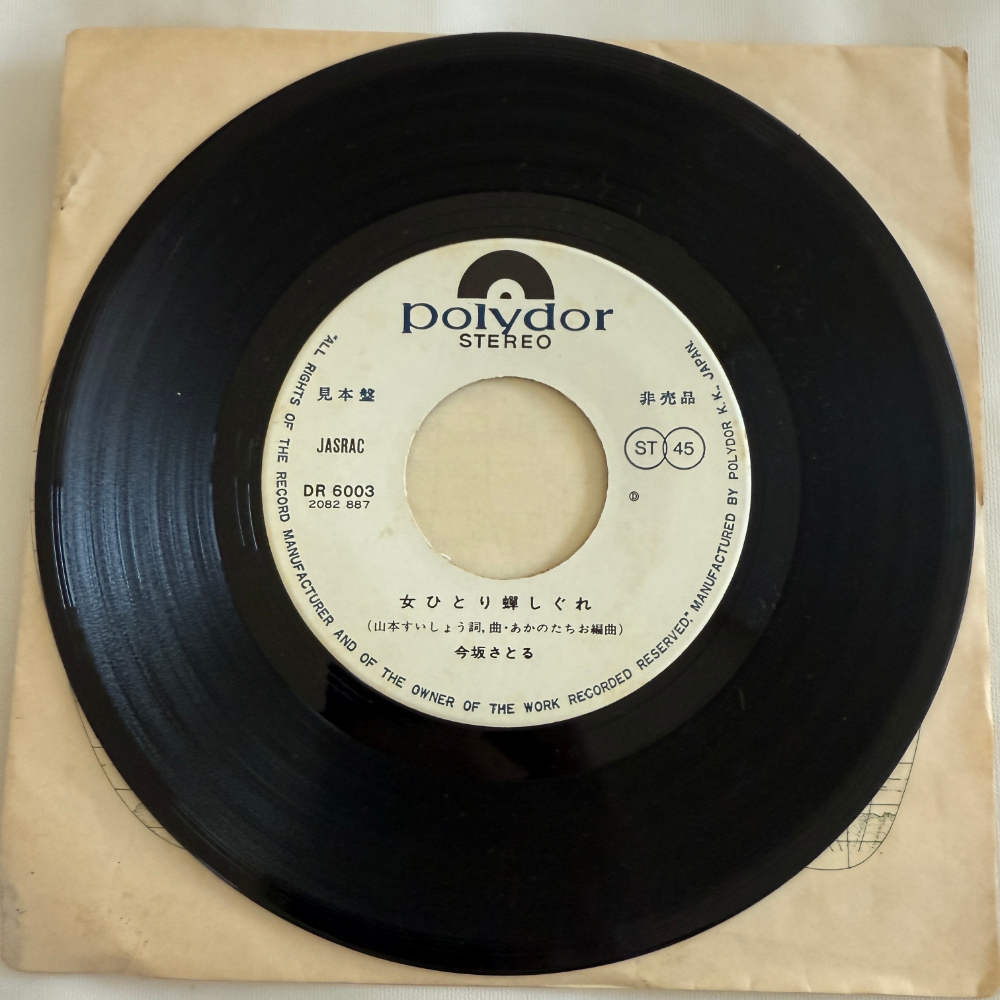 polydor
STEREO
見本盤
非売品
JASRAC
ST 45
DR 6003
2082 887
Ⓓ
女ひとり蟬しぐれ
(山本すいしょう詞,曲・あかのたちお編曲)
今坂さとる
"ALL RIGHTS OF THE RECORD MANUFACTURER AND OF THE OWNER OF THE WORK RECORDED RESERVED." MANUFACTURED BY POLYDOR K. K., JAPAN.